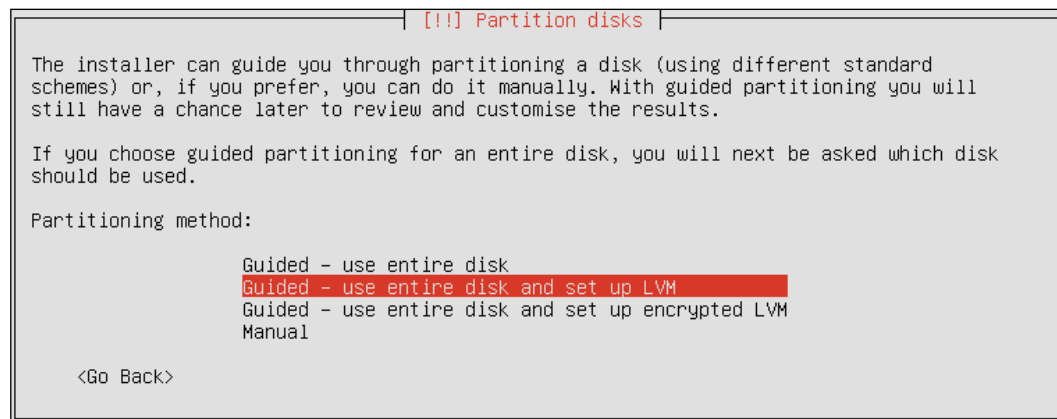 [!!] Partition disks
The installer can guide you through partitioning a disk (using different standard
schemes) or, if you prefer, you can do it manually. With guided partitioning you will
still have a chance later to review and customise the results.
If you choose guided partitioning for an entire disk, you will next be asked which disk
should be used.
Partitioning method:
Guided - use entire disk
Guided - use entire disk and set up LVM
Guided - use entire disk and set up encrypted LVM
Manual
<Go Back>